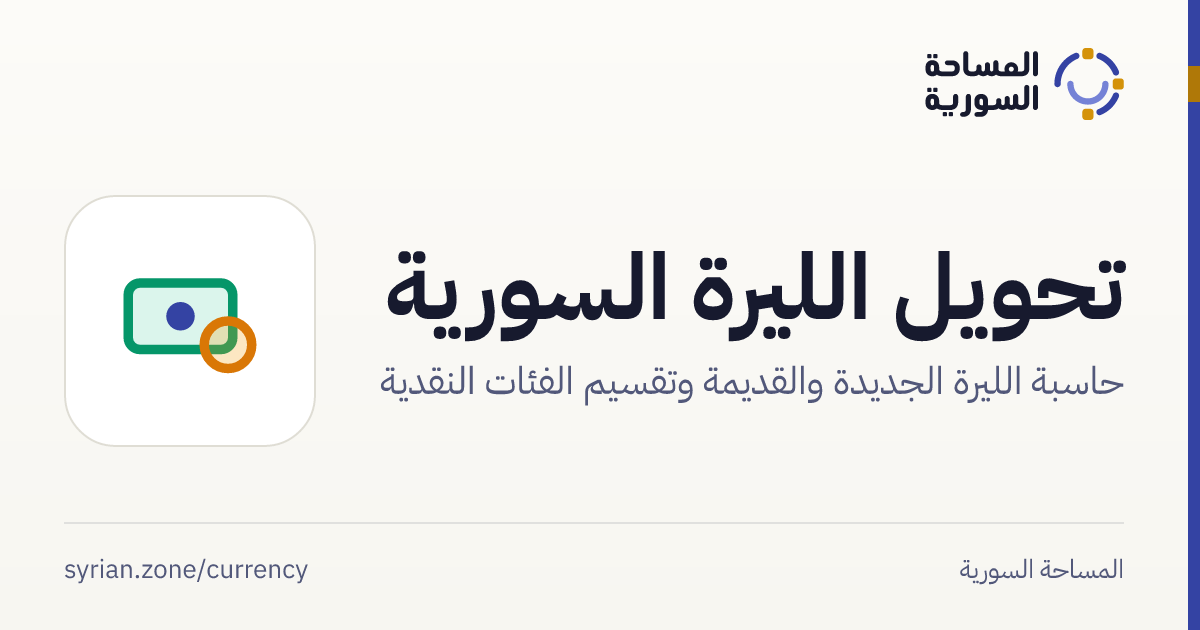 المساحة
السورية
تحويل الليرة السورية
حاسبة الليرة الجديدة والقديمة وتقسيم الفئات النقدية
المساحة السورية
syrian.zone/currency